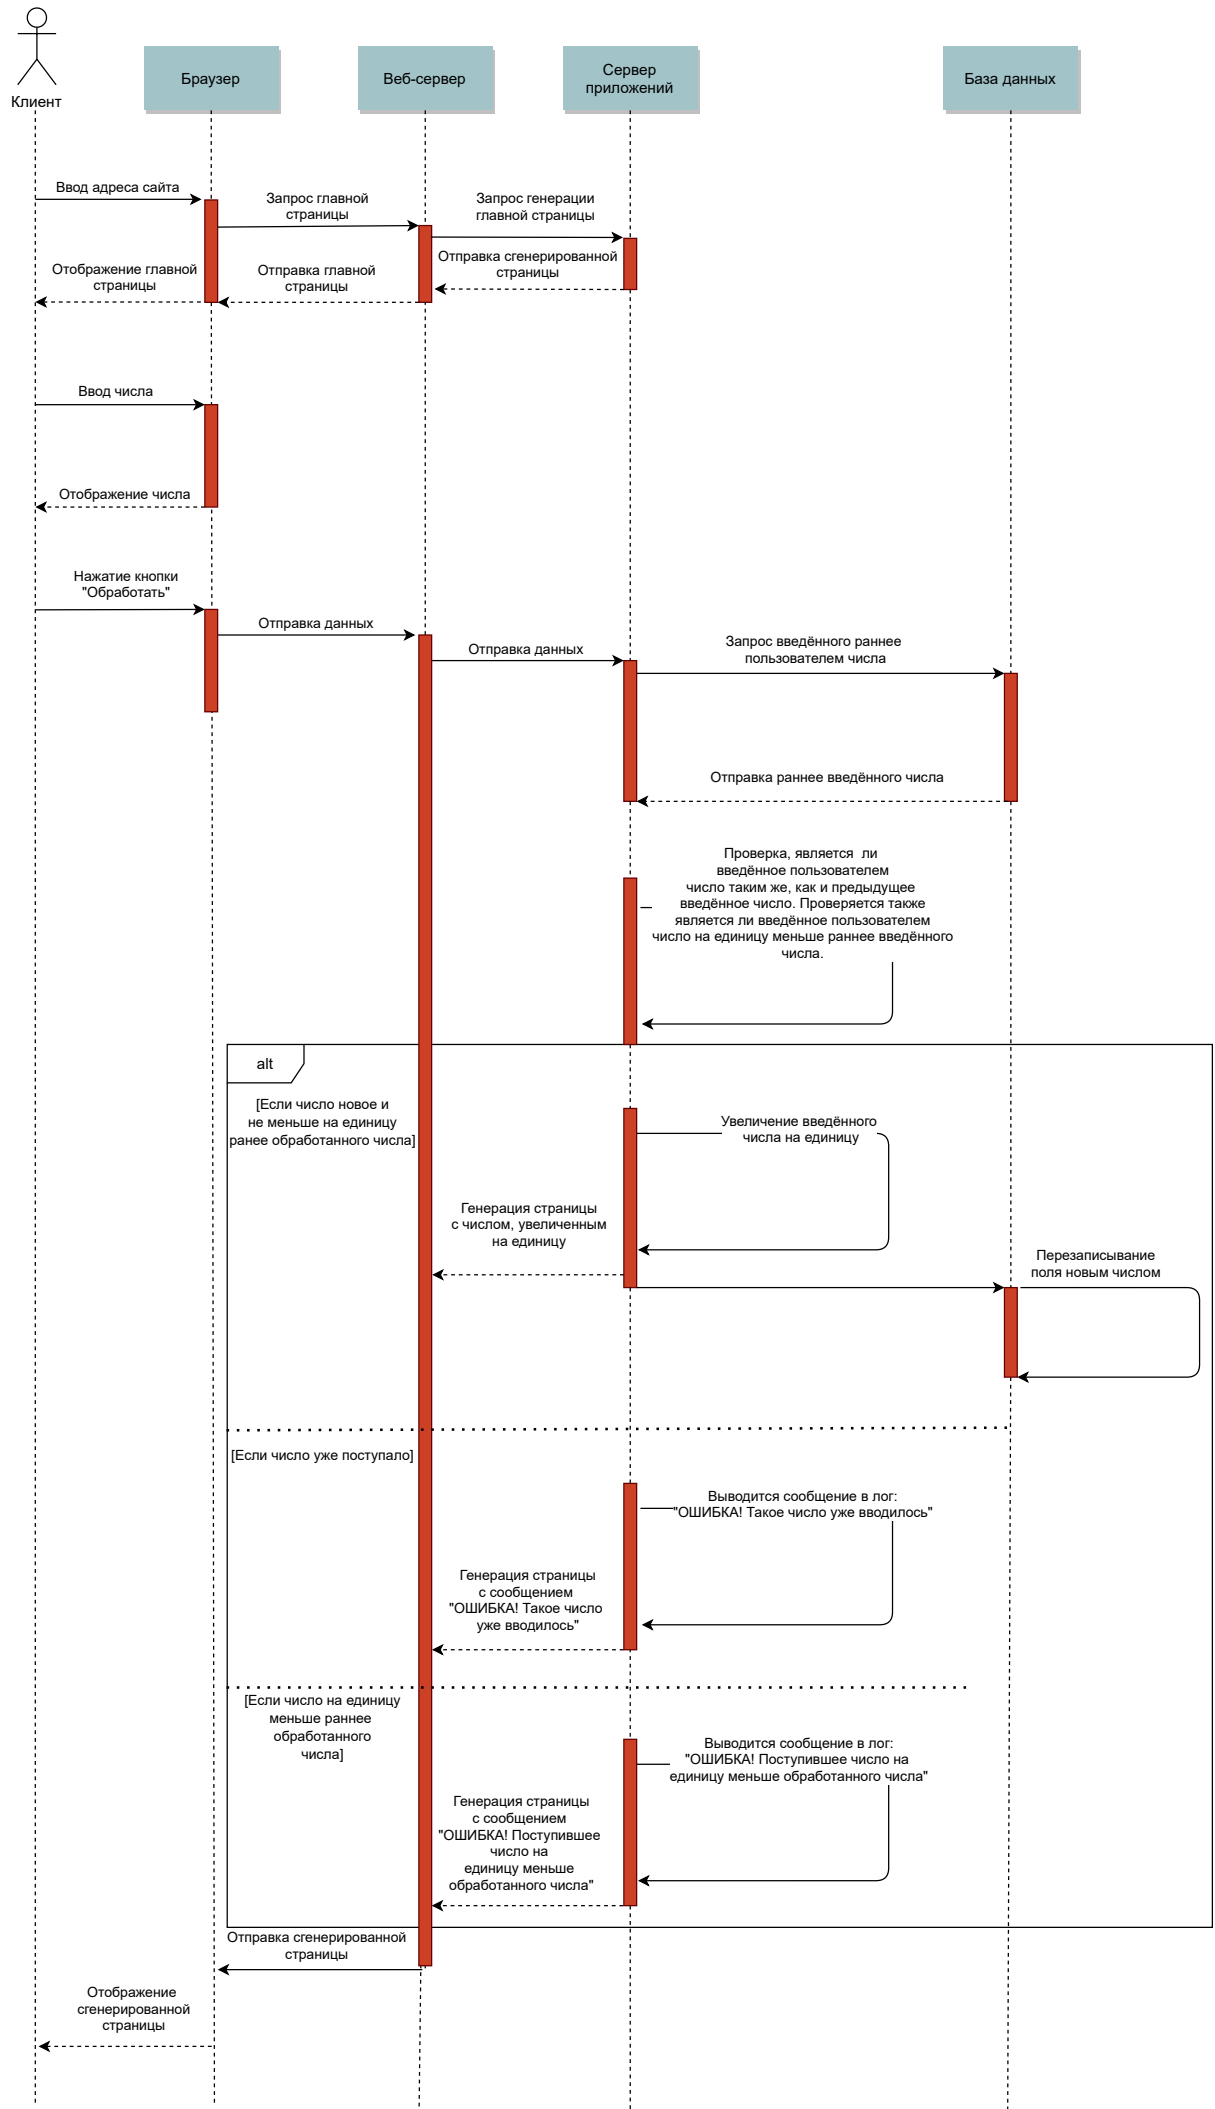 Клиент
Браузер
Веб-сервер
Сервер
приложений
База данных
Ввод адреса сайта
Запрос главной
страницы
Запрос генерации
главной страницы
Отправка сгенерированной
страницы
Отображение главной
страницы
Отправка главной
страницы
Ввод числа
Отображение числа
Нажатие кнопки
"Обработать"
Отправка данных
Отправка данных
Запрос введённого раннее
пользователем числа
Отправка раннее введённого числа
Проверка, является  ли
введённое пользователем
число таким же, как и предыдущее
введённое число. Проверяется также
является ли введённое пользователем
число на единицу меньше раннее введённого
числа.
alt
[Если число новое и
не меньше на единицу
ранее обработанного числа]
Увеличение введённого
числа на единицу
Генерация страницы
с числом, увеличенным
на единицу
Перезаписывание
поля новым числом
[Если число уже поступало]
Выводится сообщение в лог:
"ОШИБКА! Такое число уже вводилось"
Генерация страницы
с сообщением
"ОШИБКА! Такое число
уже вводилось"
[Если число на единицу
меньше раннее
обработанного
числа]
Выводится сообщение в лог:
"ОШИБКА! Поступившее число на
единицу меньше обработанного числа"
Генерация страницы
с сообщением
"ОШИБКА! Поступившее
число на
единицу меньше
обработанного числа"
Отправка сгенерированной
страницы
Отображение
сгенерированной
страницы